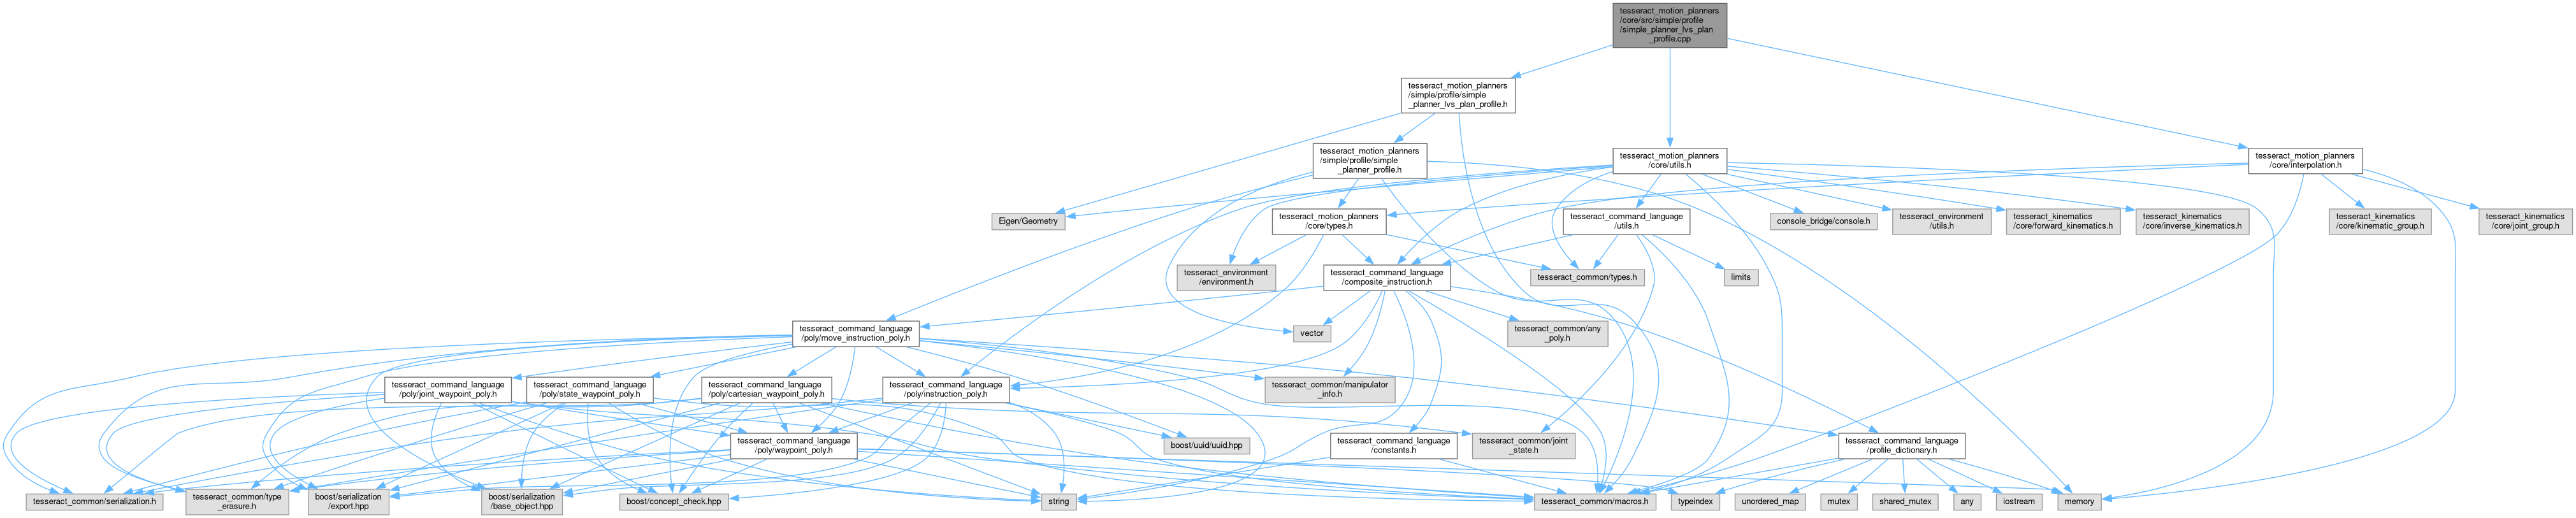 tesseract_motion_planners
/core/src/simple/profile
/simple_planner_lvs_plan
_profile.cpp
tesseract_motion_planners
/simple/profile/simple
_planner_lvs_plan_profile.h
tesseract_motion_planners
/simple/profile/simple
_planner_profile.h
tesseract_motion_planners
/core/utils.h
tesseract_motion_planners
/core/interpolation.h
Eigen/Geometry
tesseract_motion_planners
/core/types.h
tesseract_command_language
/utils.h
console_bridge/console.h
tesseract_environment
/utils.h
tesseract_kinematics
/core/forward_kinematics.h
tesseract_kinematics
/core/inverse_kinematics.h
tesseract_kinematics
/core/kinematic_group.h
tesseract_kinematics
/core/joint_group.h
tesseract_environment
/environment.h
tesseract_command_language
/composite_instruction.h
tesseract_common/types.h
limits
tesseract_command_language
/poly/move_instruction_poly.h
vector
tesseract_common/any
_poly.h
tesseract_command_language
/poly/joint_waypoint_poly.h
tesseract_command_language
/poly/state_waypoint_poly.h
tesseract_command_language
/poly/cartesian_waypoint_poly.h
tesseract_command_language
/poly/instruction_poly.h
tesseract_common/manipulator
_info.h
tesseract_command_language
/poly/waypoint_poly.h
boost/uuid/uuid.hpp
tesseract_command_language
/constants.h
tesseract_common/joint
_state.h
tesseract_command_language
/profile_dictionary.h
tesseract_common/serialization.h
tesseract_common/type
_erasure.h
boost/serialization
/export.hpp
boost/serialization
/base_object.hpp
boost/concept_check.hpp
string
tesseract_common/macros.h
typeindex
unordered_map
mutex
shared_mutex
any
iostream
memory